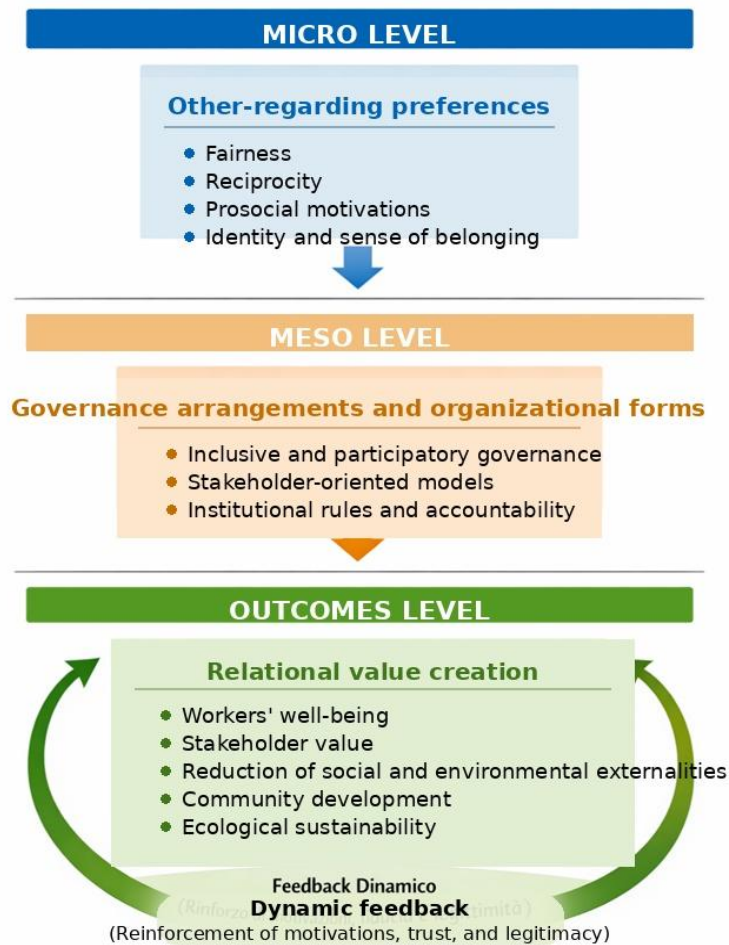 MICRO LEVEL
Other-regarding preferences
Fairness
Reciprocity
Prosocial motivations
Identity and sense of belonging
MESO LEVEL
Governance arrangements and organizational forms
Inclusive and participatory governance
Stakeholder-oriented models
Institutional rules and accountability
OUTCOMES LEVEL
Relational value creation
Workers' well-being
Stakeholder value
Reduction of social and environmental externalities
Community development
Ecological sustainability
Feedback Dinamico
Dynamic feedback
(Reinforcement of motivations, trust, and legitimacy)